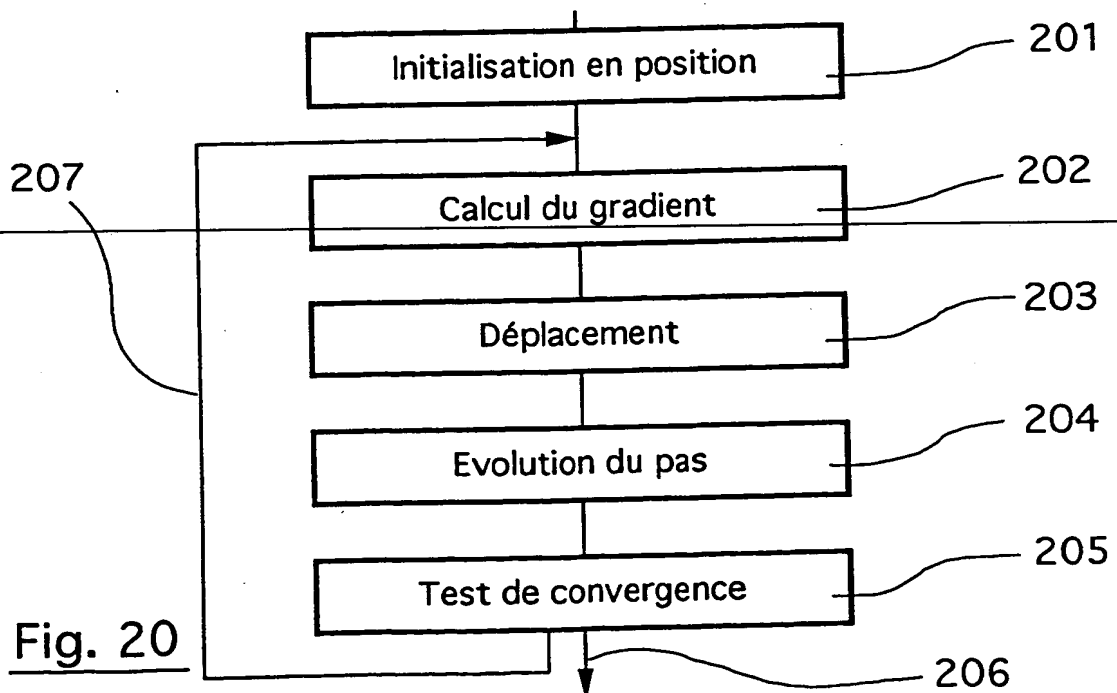 201
Initialisation en position
207
202
Calcul du gradient
203
Déplacement
204
Evolution du pas
205
Test de convergence
Fig. 20
206